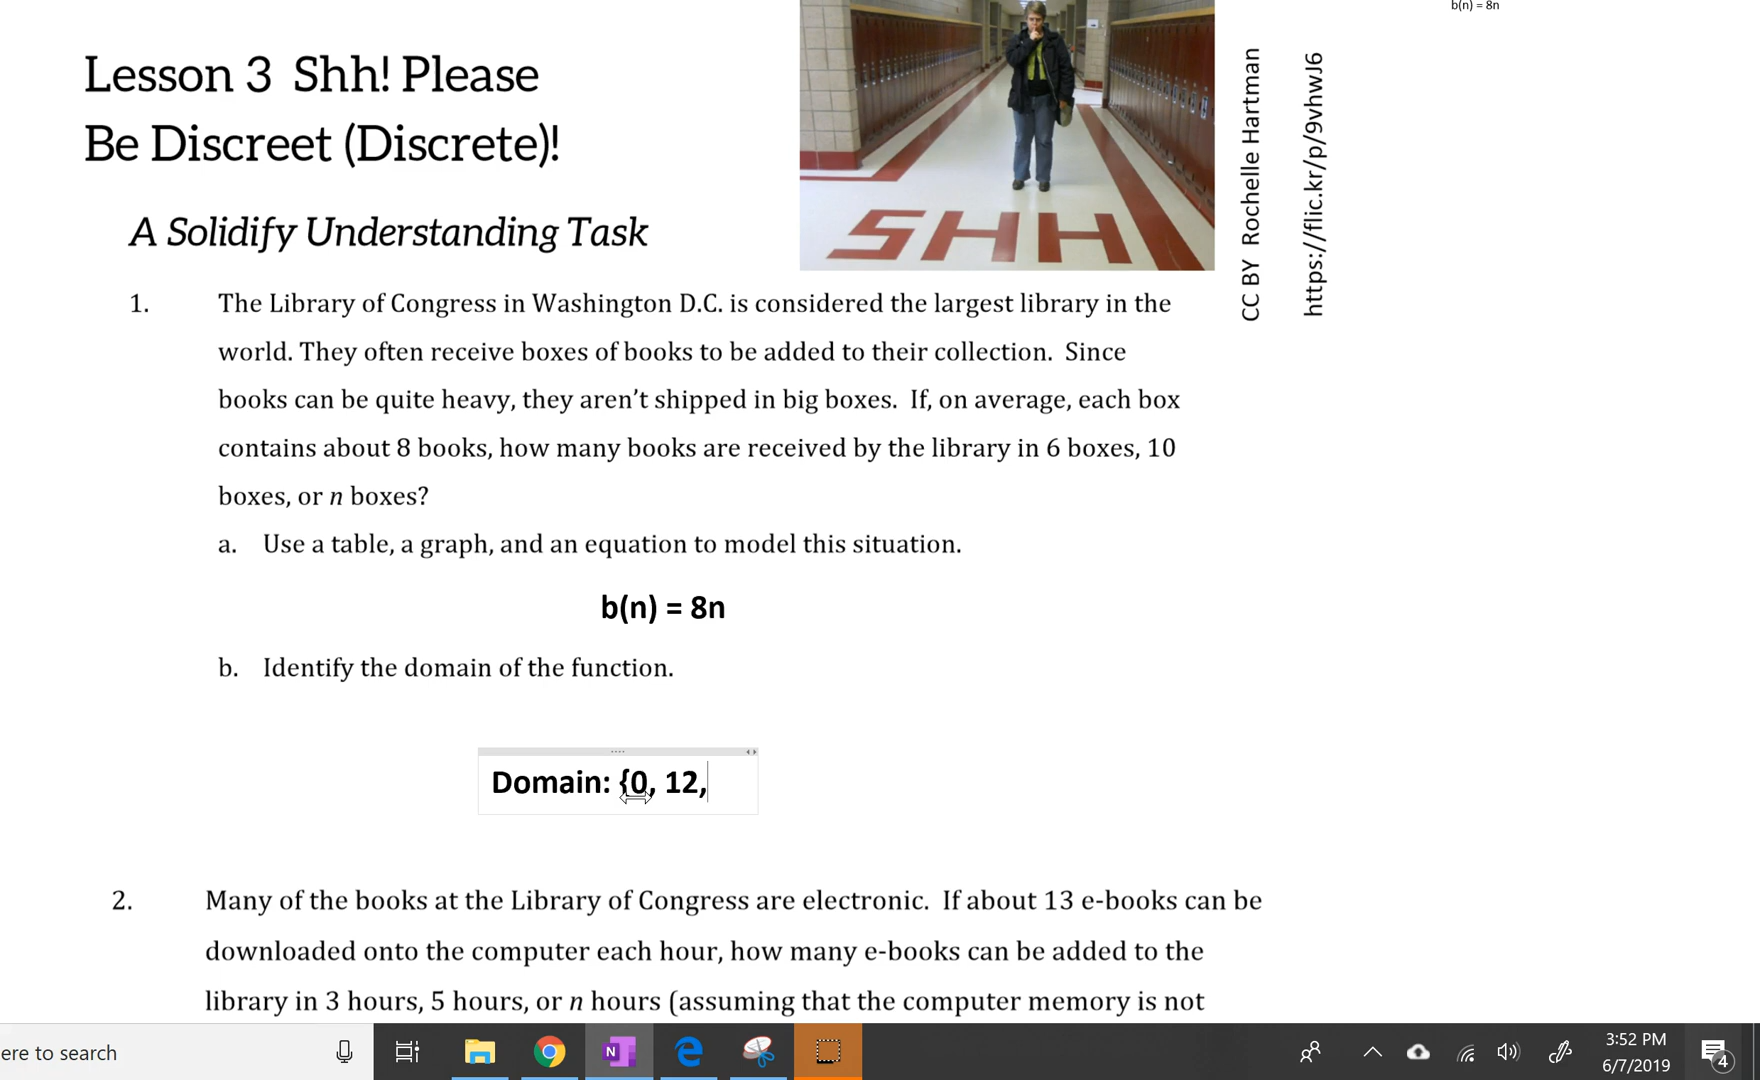 b(n) = 8n
Lesson 3 Shh! Please
Be Discreet (Discrete)!
SHH
CC BY Rochelle Hartman
https://flic.kr/p/9vhwJ6
A Solidify Understanding Task
1. The Library of Congress in Washington D.C. is considered the largest library in the
world. They often receive boxes of books to be added to their collection. Since
books can be quite heavy, they aren’t shipped in big boxes. If, on average, each box
contains about 8 books, how many books are received by the library in 6 boxes, 10
boxes, or n boxes?
a. Use a table, a graph, and an equation to model this situation.
b(n) = 8n
b. Identify the domain of the function.
Domain: {0, 12,
2. Many of the books at the Library of Congress are electronic. If about 13 e-books can be
downloaded onto the computer each hour, how many e-books can be added to the
library in 3 hours, 5 hours, or n hours (assuming that the computer memory is not
ere to search
N
3:52 PM
6/7/2019
4